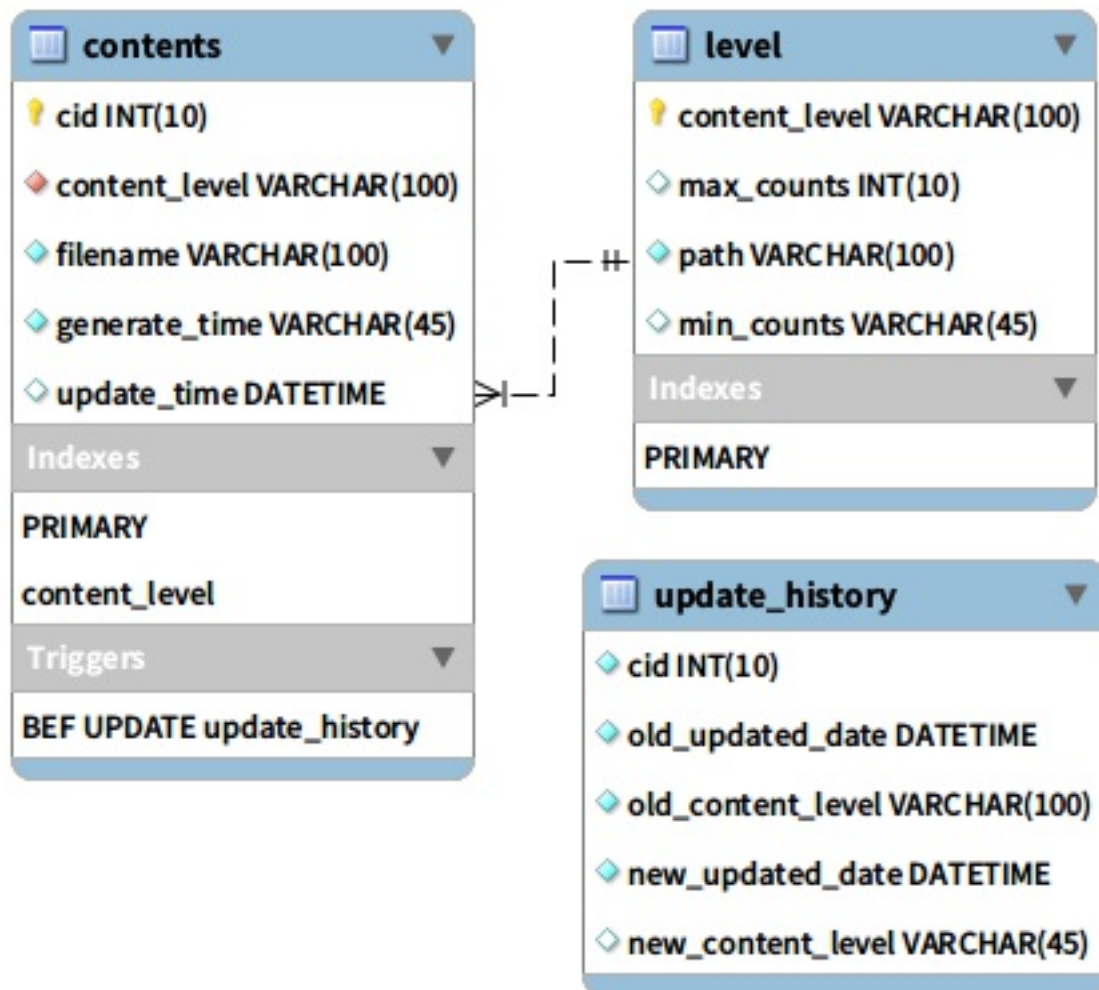 contents
cid INT(10)
content_level VARCHAR(100)
filename VARCHAR(100)
generate_time VARCHAR(45)
update_time DATETIME
Indexes
PRIMARY
content_level
Triggers
BEF UPDATE update_history
level
content_level VARCHAR(100)
max_counts INT(10)
path VARCHAR(100)
min_counts VARCHAR(45)
Indexes
PRIMARY
update_history
cid INT(10)
old_updated_date DATETIME
old_content_level VARCHAR(100)
new_updated_date DATETIME
new_content_level VARCHAR(45)